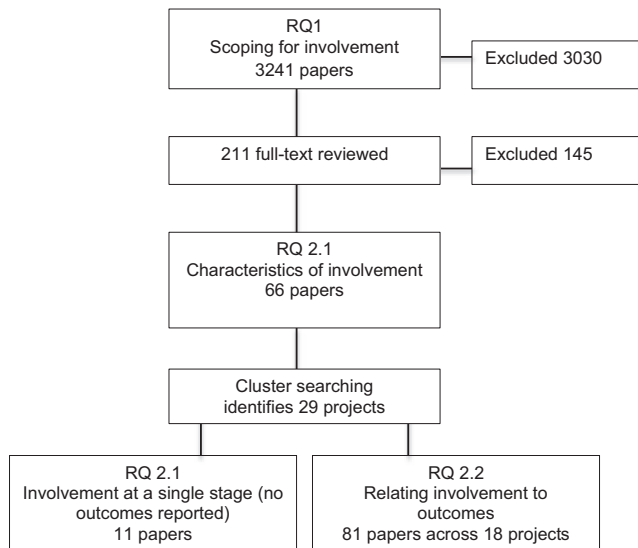 RQ1
Scoping for involvement
3241 papers
Excluded 3030
211 full-text reviewed
Excluded 145
RQ 2.1
Characteristics of involvement
66 papers
Cluster searching
identifies 29 projects
RQ 2.1
Involvement at a single stage (no
outcomes reported)
11 papers
RQ 2.2
Relating involvement to
outcomes
81 papers across 18 projects